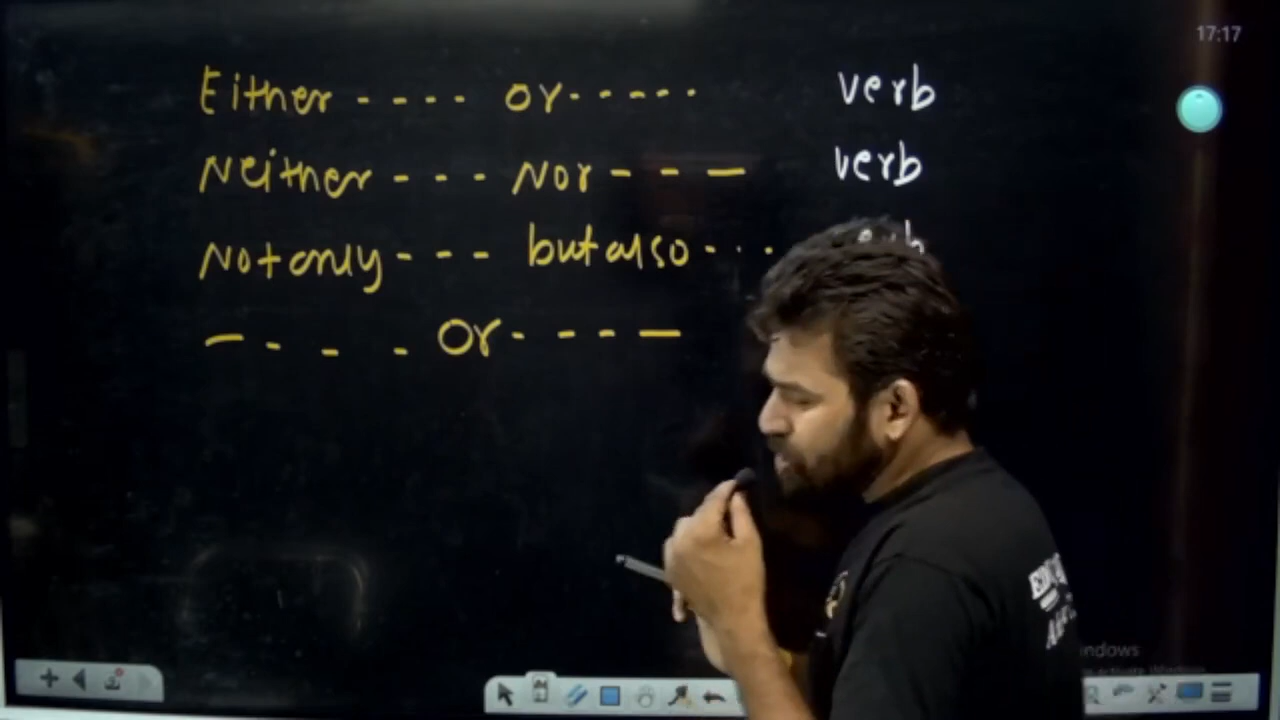 17:17
Either ---- or ----- verb
Neither --- Nor --- verb
Not only --- but also ---
---- Or ----